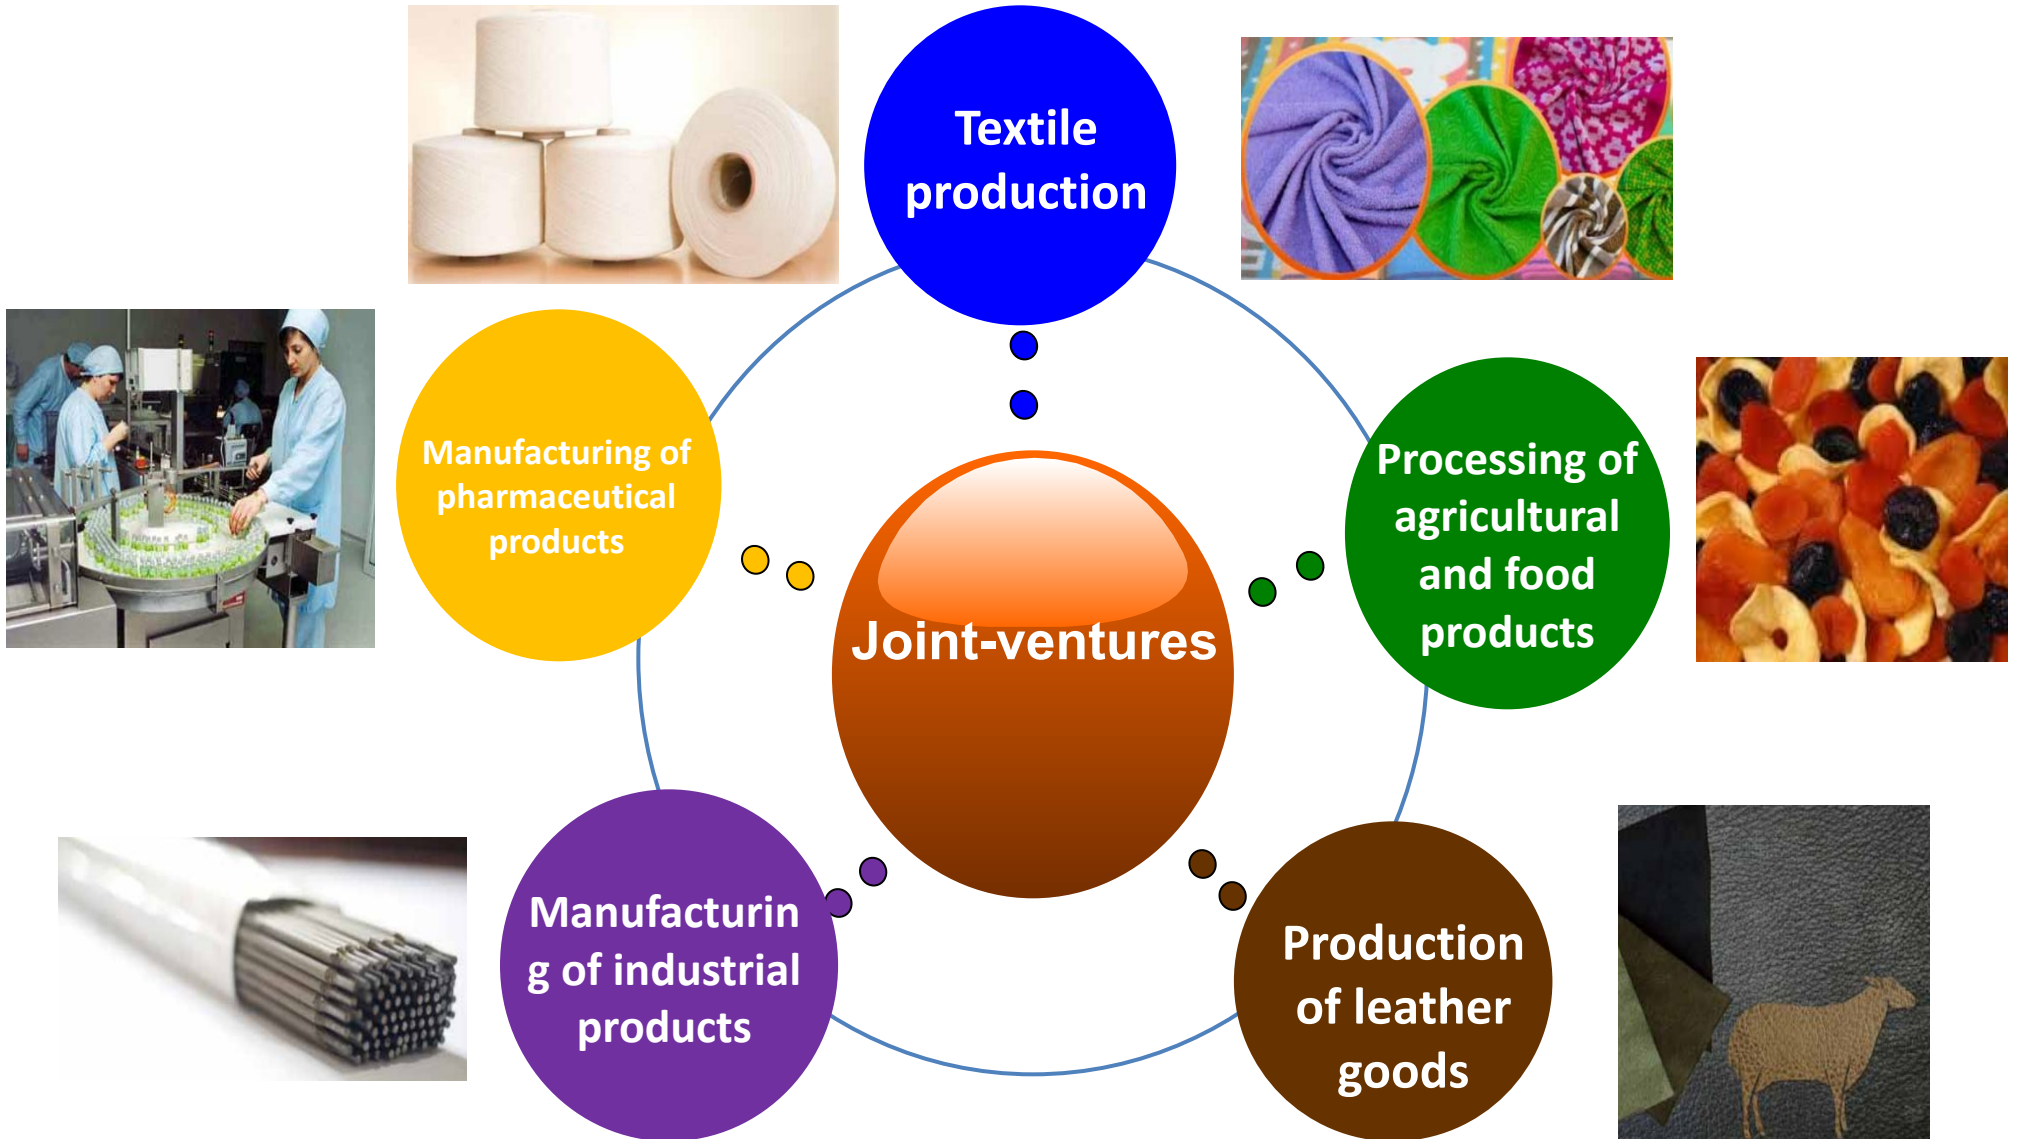 Textile
production
Manufacturing of
pharmaceutical
products
Processing of
agricultural
and food
products
Joint-ventures
Manufacturin
g of industrial
products
Production
of leather
goods